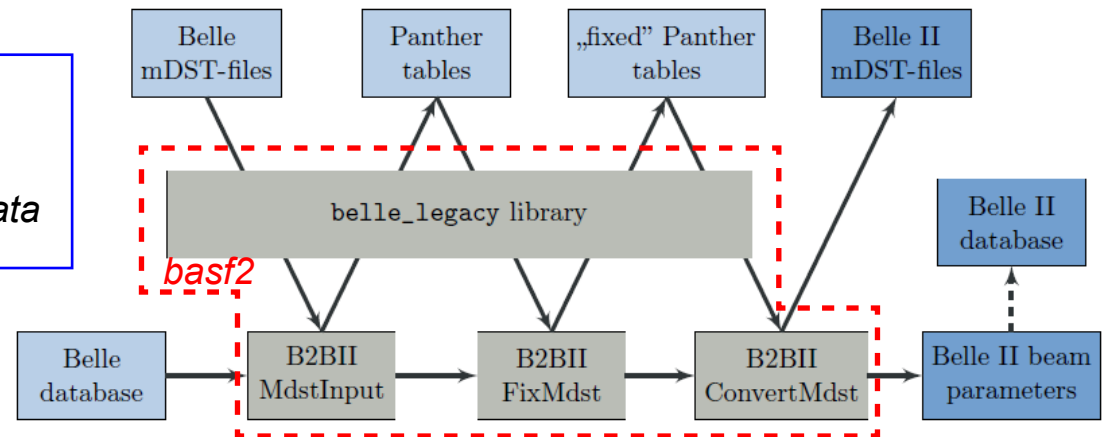 Belle
mDST-files
Panther
tables
„fixed” Panther
tables
Belle II
mDST-files
ata
belle_legacy library
basf2
Belle II
database
Belle
database
B2BII
MdstInput
B2BII
FixMdst
B2BII
ConvertMdst
Belle II beam
parameters